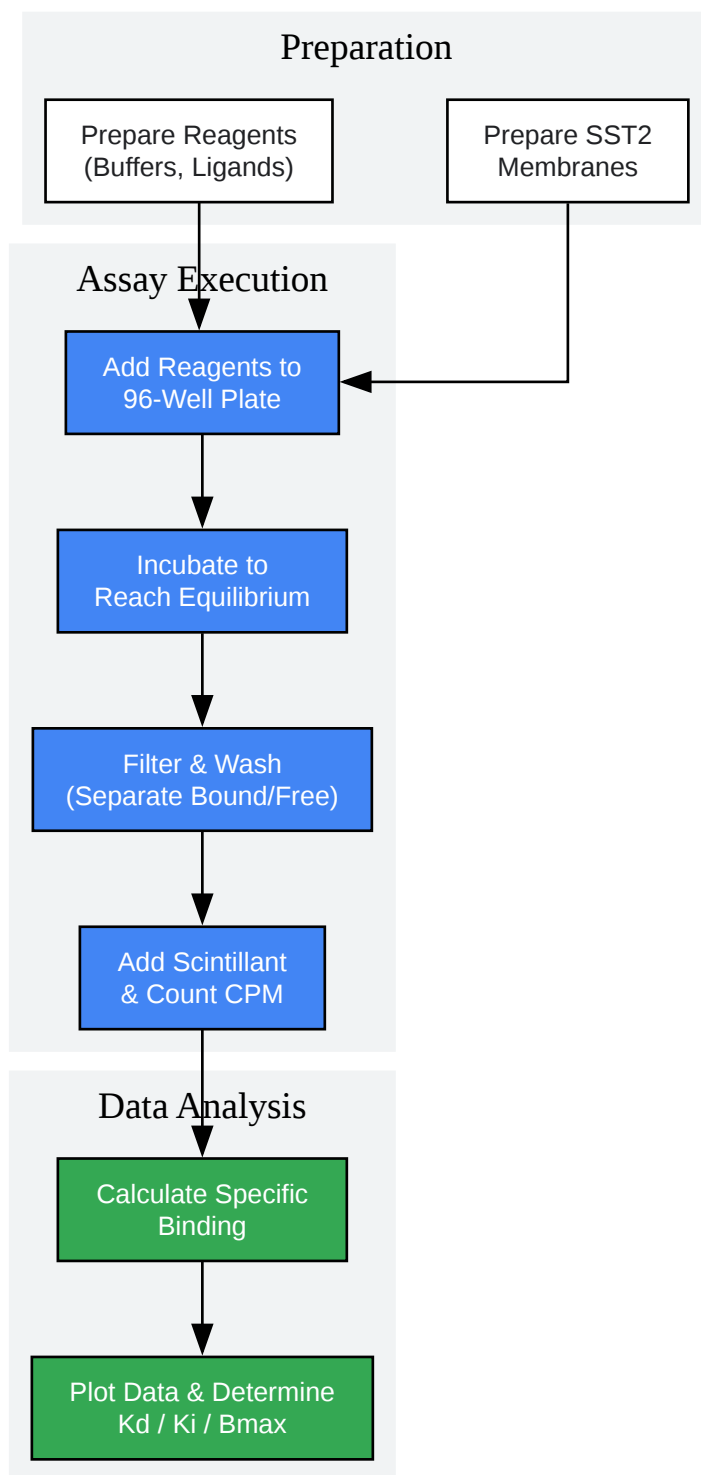 Preparation
Prepare Reagents
(Buffers, Ligands)
Prepare SST2
Membranes
Assay Execution
Add Reagents to
96-Well Plate
Incubate to
Reach Equilibrium
Filter & Wash
(Separate Bound/Free)
Add Scintillant
& Count CPM
Data Analysis
Calculate Specific
Binding
Plot Data & Determine
Kd / Ki / Bmax